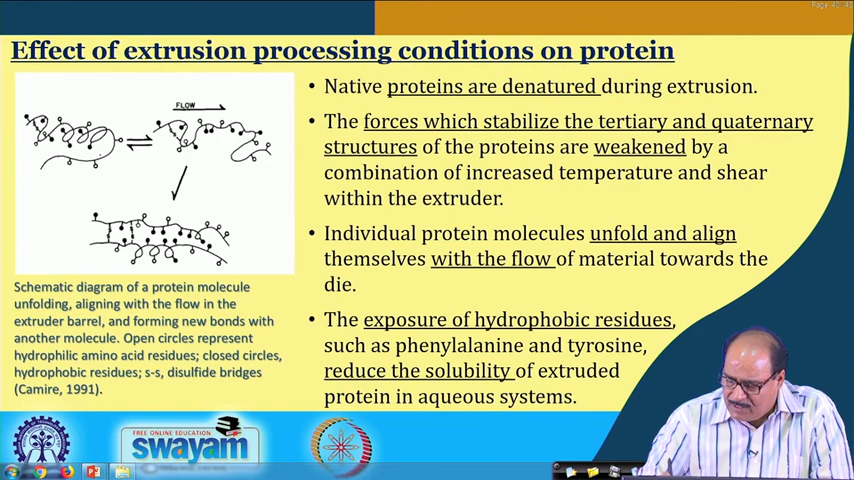 Effect of extrusion processing conditions on protein
FLOW
Schematic diagram of a protein molecule
unfolding, aligning with the flow in the
extruder barrel, and forming new bonds with
another molecule. Open circles represent
hydrophilic amino acid residues; closed circles,
hydrophobic residues; s-s, disulfide bridges
(Camire, 1991).
• Native proteins are denatured during extrusion.
• The forces which stabilize the tertiary and quaternary
structures of the proteins are weakened by a
combination of increased temperature and shear
within the extruder.
• Individual protein molecules unfold and align
themselves with the flow of material towards the
die.
• The exposure of hydrophobic residues,
such as phenylalanine and tyrosine,
reduce the solubility of extruded
protein in aqueous systems.
FREE ONLINE EDUCATION
swayam